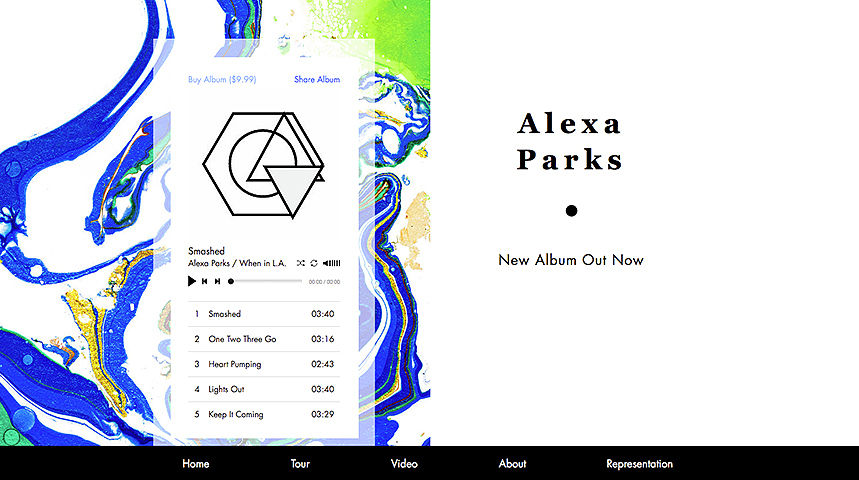 Buy Album ($9.99) Share Album
Smashed
Alexa Parks / When in L.A.
00:00 / 00:00
1 Smashed 03:40
2 One Two Three Go 03:16
3 Heart Pumping 02:43
4 Lights Out 03:40
5 Keep It Coming 03:29
Alexa
Parks
New Album Out Now
Home Tour Video About Representation